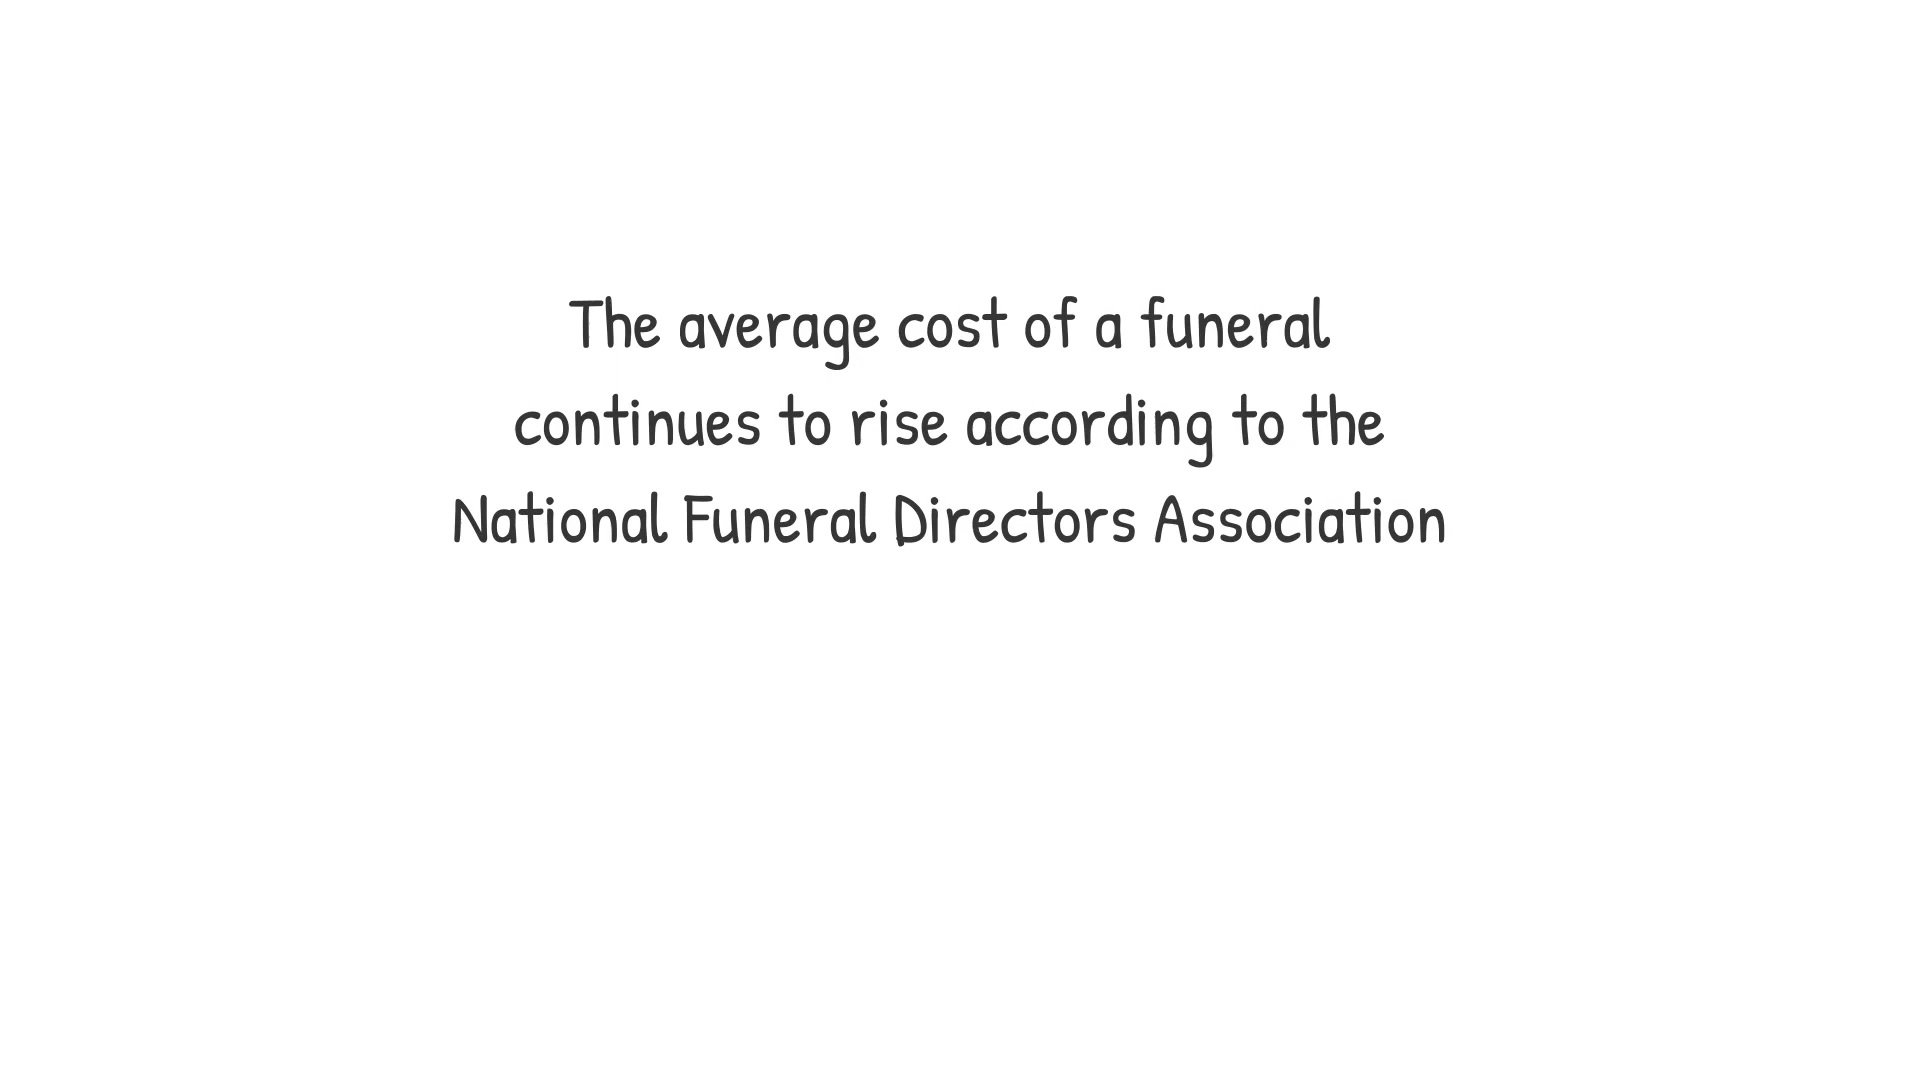 The average cost of a funeral
continues to rise according to the
National Funeral Directors Association